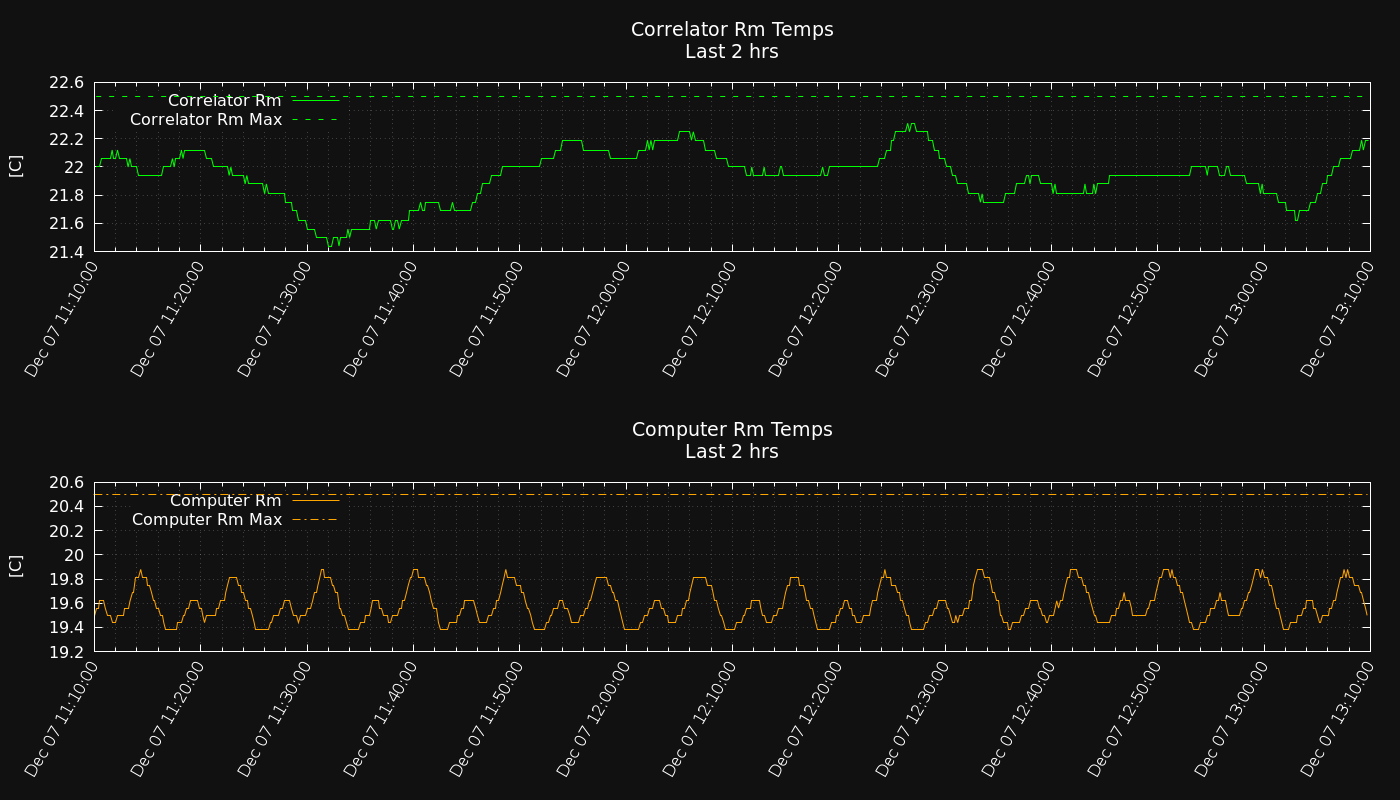 Correlator Rm Temps
Last 2 hrs
[C]
22.6
22.4
22.2
22
21.8
21.6
21.4
Correlator Rm
Correlator Rm Max
Dec 07 11:10:00
Dec 07 11:20:00
Dec 07 11:30:00
Dec 07 11:40:00
Dec 07 11:50:00
Dec 07 12:00:00
Dec 07 12:10:00
Dec 07 12:20:00
Dec 07 12:30:00
Dec 07 12:40:00
Dec 07 12:50:00
Dec 07 13:00:00
Dec 07 13:10:00
Computer Rm Temps
Last 2 hrs
[C]
20.6
20.4
20.2
20
19.8
19.6
19.4
19.2
Computer Rm
Computer Rm Max
Dec 07 11:10:00
Dec 07 11:20:00
Dec 07 11:30:00
Dec 07 11:40:00
Dec 07 11:50:00
Dec 07 12:00:00
Dec 07 12:10:00
Dec 07 12:20:00
Dec 07 12:30:00
Dec 07 12:40:00
Dec 07 12:50:00
Dec 07 13:00:00
Dec 07 13:10:00